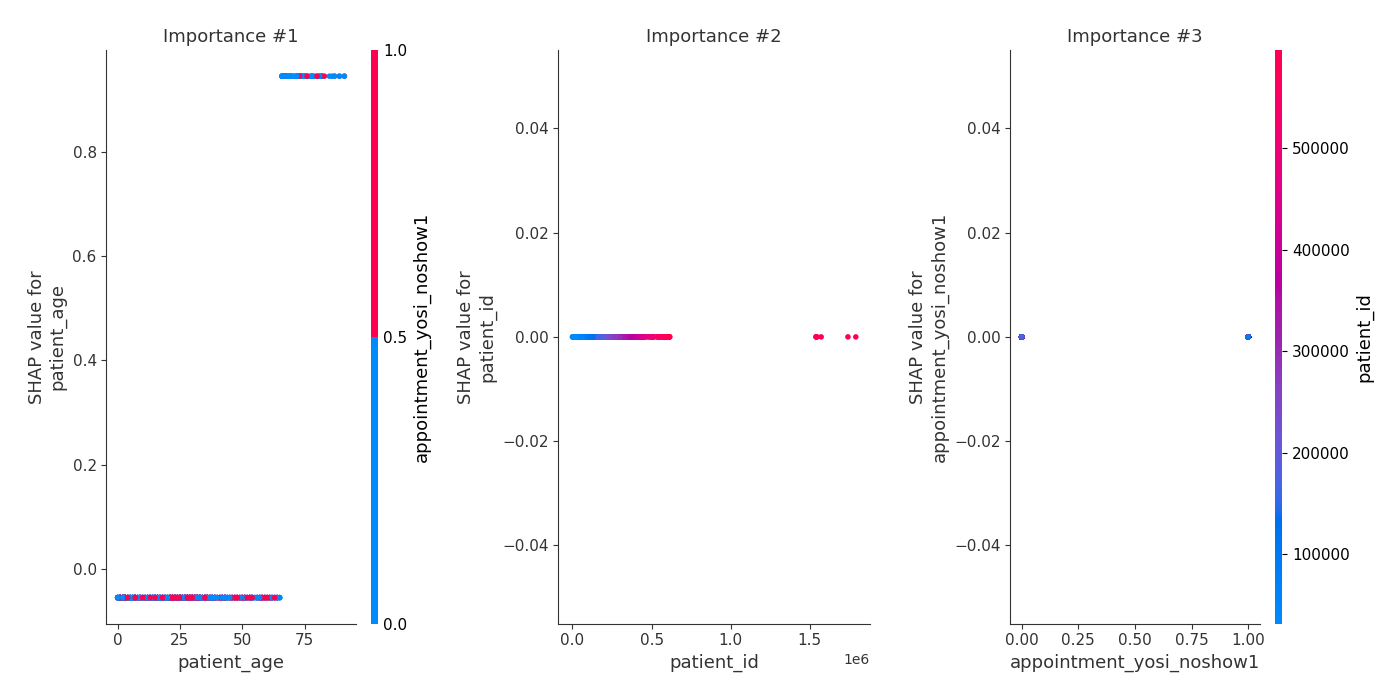 Importance #1
0.8
0.6
0.4
0.2
0.0
SHAP value for
patient_age
0
25
50
75
patient_age
1.0
0.5
0.0
appointment_yosi_noshow1
Importance #2
0.04
0.02
0.00
−0.02
−0.04
SHAP value for
patient_id
0.0
0.5
1.0
1.5
1e6
patient_id
Importance #3
0.04
0.02
0.00
−0.02
−0.04
SHAP value for
appointment_yosi_noshow1
0.00
0.25
0.50
0.75
1.00
appointment_yosi_noshow1
500000
400000
300000
200000
100000
patient_id